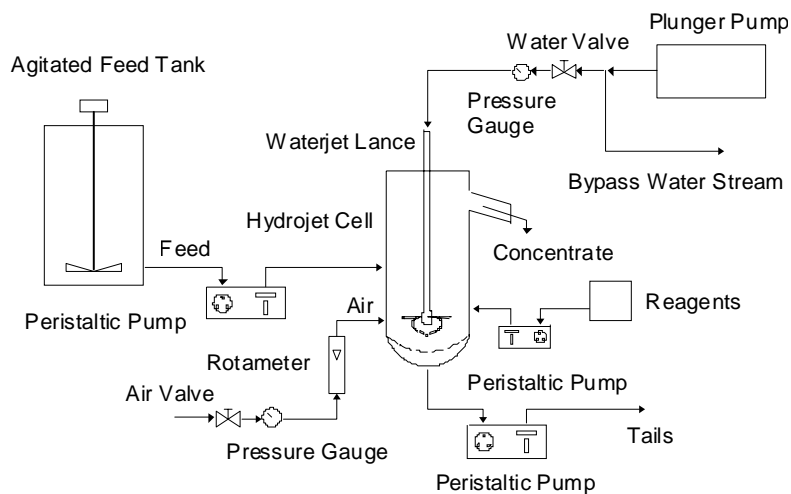 Plunger Pump
Water Valve
Agitated Feed Tank
Pressure
Gauge
Waterjet Lance
Bypass Water Stream
Hydrojet Cell
Feed
Concentrate
Air
Reagents
Peristaltic Pump
Rotameter
Peristaltic Pump
Air Valve
Tails
Pressure Gauge
Peristaltic Pump